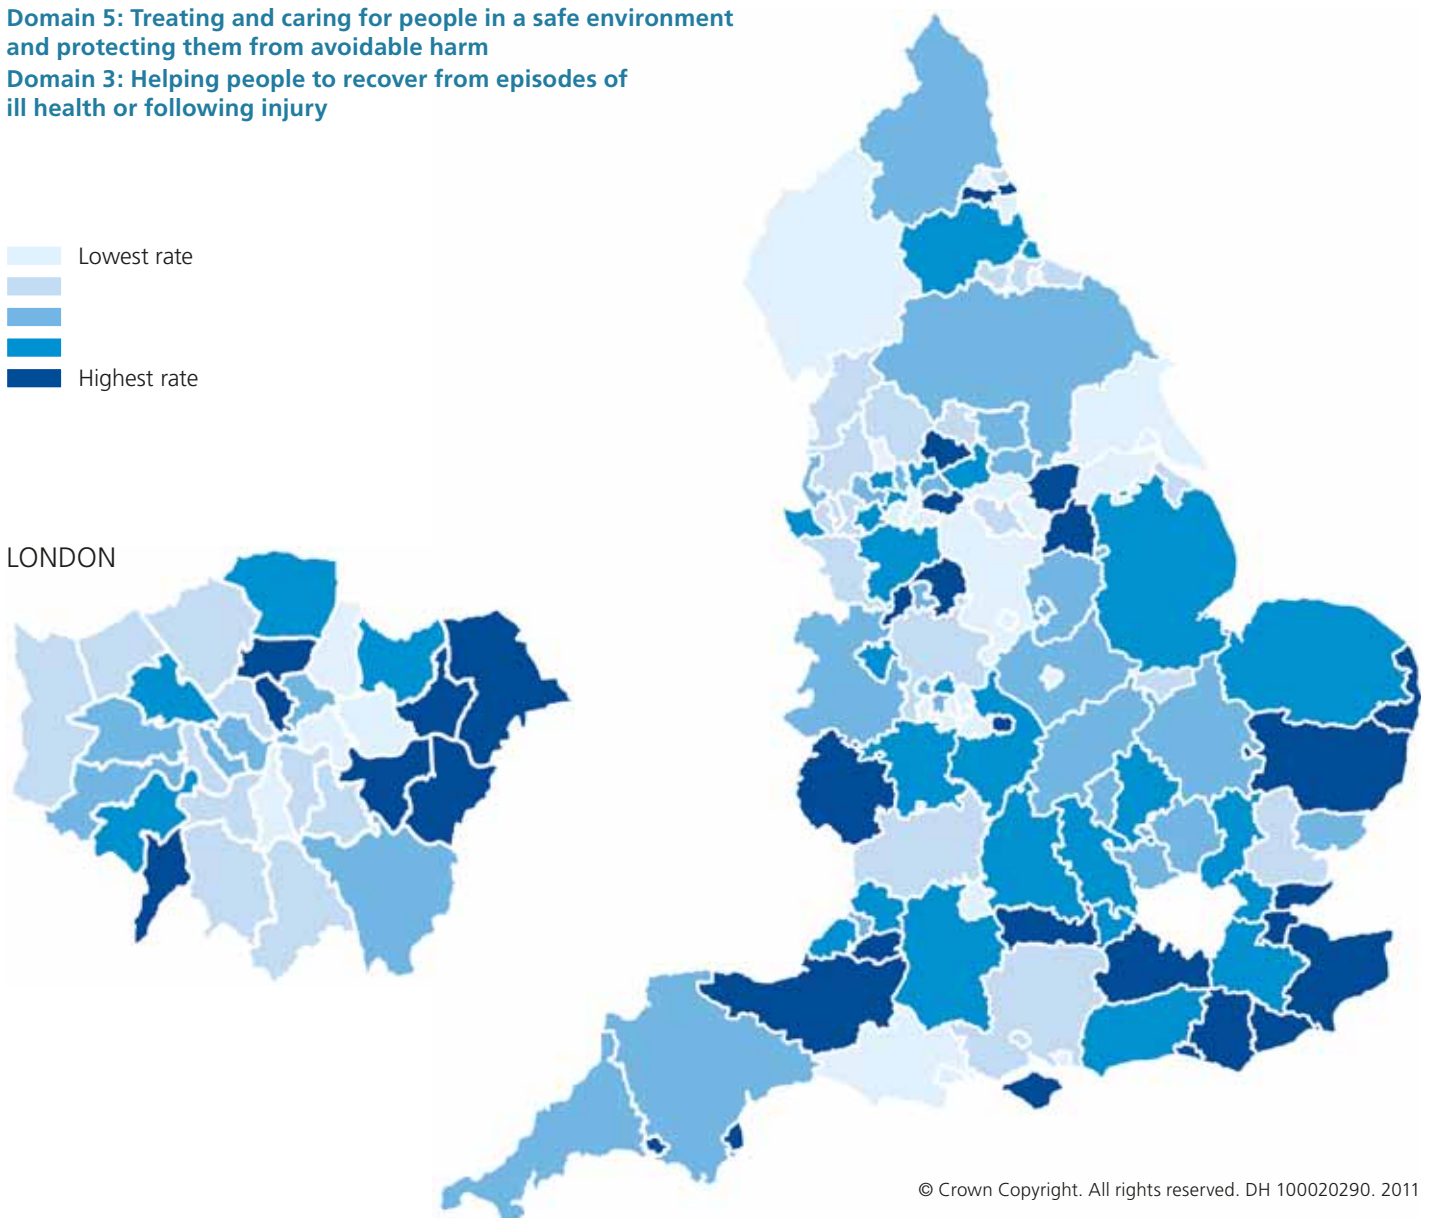 Domain 5: Treating and caring for people in a safe environment
and protecting them from avoidable harm
Domain 3: Helping people to recover from episodes of
ill health or following injury
Lowest rate
Highest rate
LONDON
© Crown Copyright. All rights reserved. DH 100020290. 2011